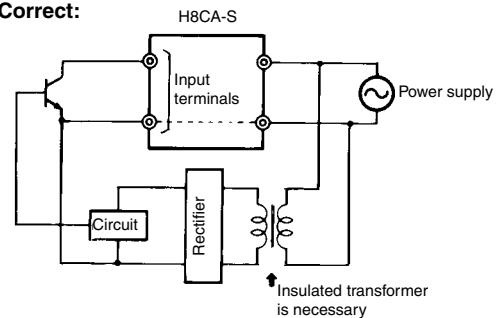 Correct:
H8CA-S
Input
terminals
Power supply
Circuit
Rectifier
Insulated transformer
is necessary